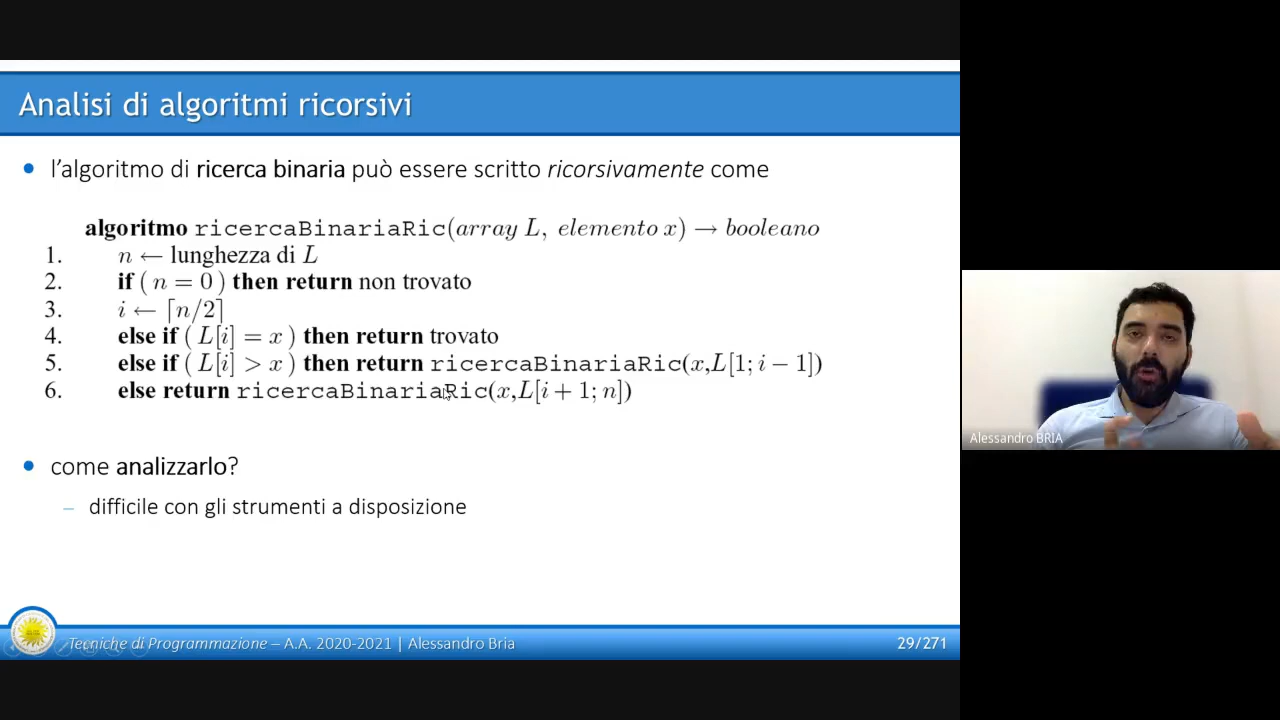 Analisi di algoritmi ricorsivi
• l'algoritmo di ricerca binaria può essere scritto ricorsivamente come
algoritmo ricercaBinariaRic(array L, elemento x) → booleano
1. n ← lunghezza di L
2. if ( n = 0 ) then return non trovato
3. i ← ⌈n/2⌉
4. else if ( L[i] = x ) then return trovato
5. else if ( L[i] > x ) then return ricercaBinariaRic(x,L[1; i − 1])
6. else return ricercaBinariaRic(x,L[i + 1; n])
• come analizzarlo?
– difficile con gli strumenti a disposizione
Tecniche di Programmazione – A.A. 2020-2021 | Alessandro Bria
29/271
Alessandro BRIA